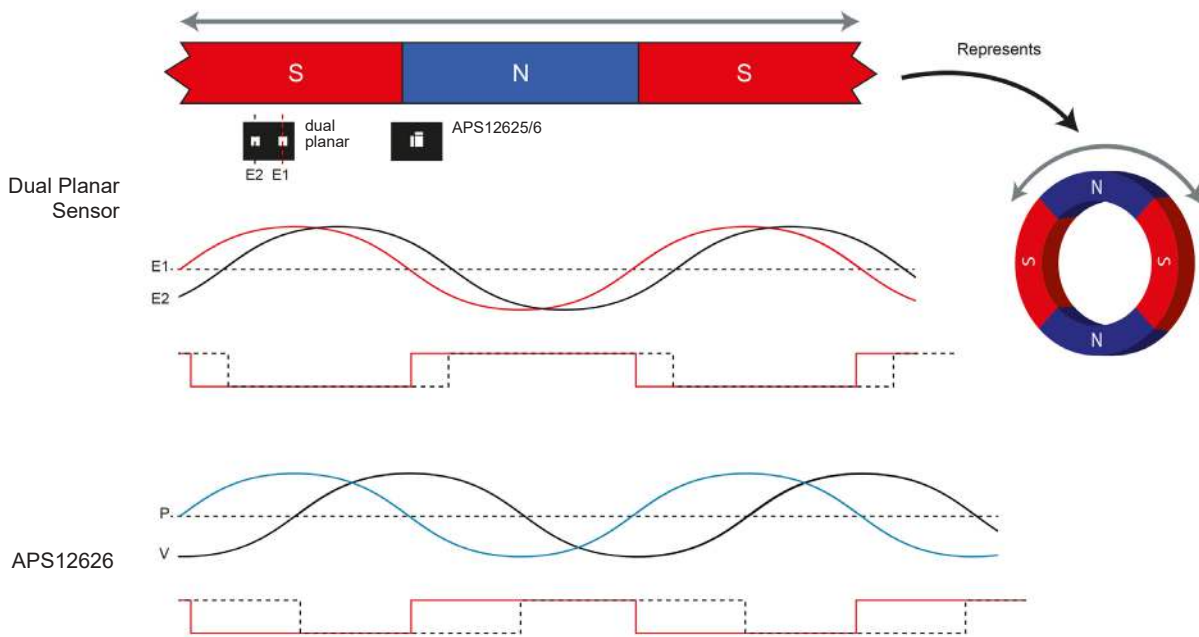 Represents
S N S
dual
planar
APS12625/6
E2 E1
N
S
S
N
Dual Planar
Sensor
E1
E2
P
V
APS12626